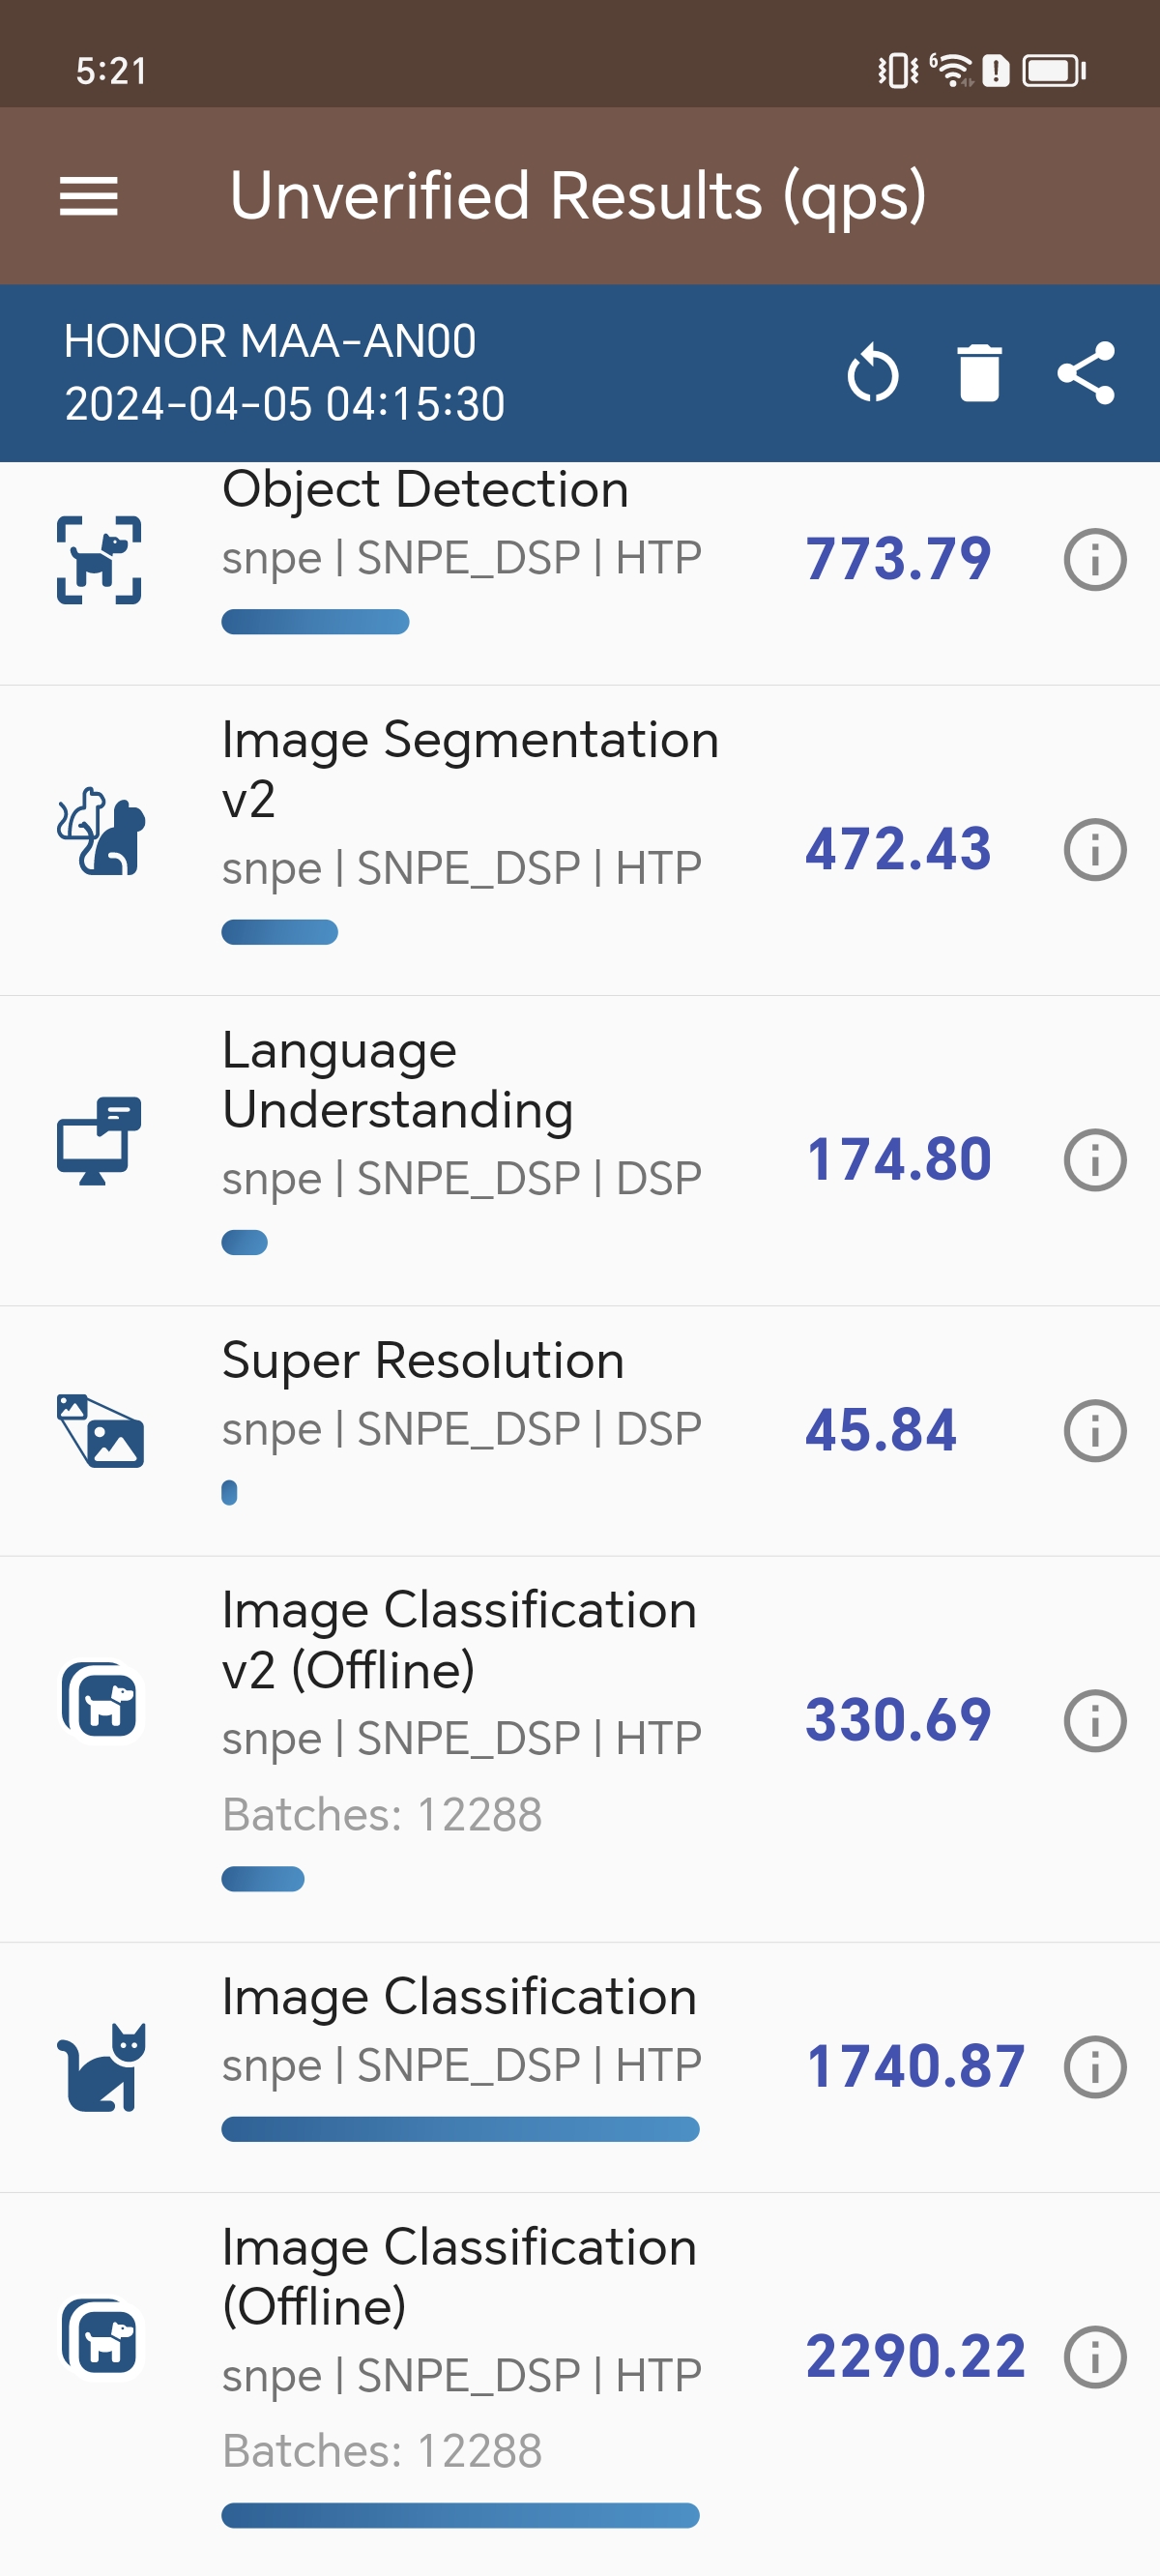 5:21
6
Unverified Results (qps)
HONOR MAA-AN00
2024-04-05 04:15:30
Object Detection
snpe | SNPE_DSP | HTP
773.79
Image Segmentation
v2
snpe | SNPE_DSP | HTP
472.43
Language
Understanding
snpe | SNPE_DSP | DSP
174.80
Super Resolution
snpe | SNPE_DSP | DSP
45.84
Image Classification
v2 (Offline)
snpe | SNPE_DSP | HTP
Batches: 12288
330.69
Image Classification
snpe | SNPE_DSP | HTP
1740.87
Image Classification
(Offline)
snpe | SNPE_DSP | HTP
Batches: 12288
2290.22